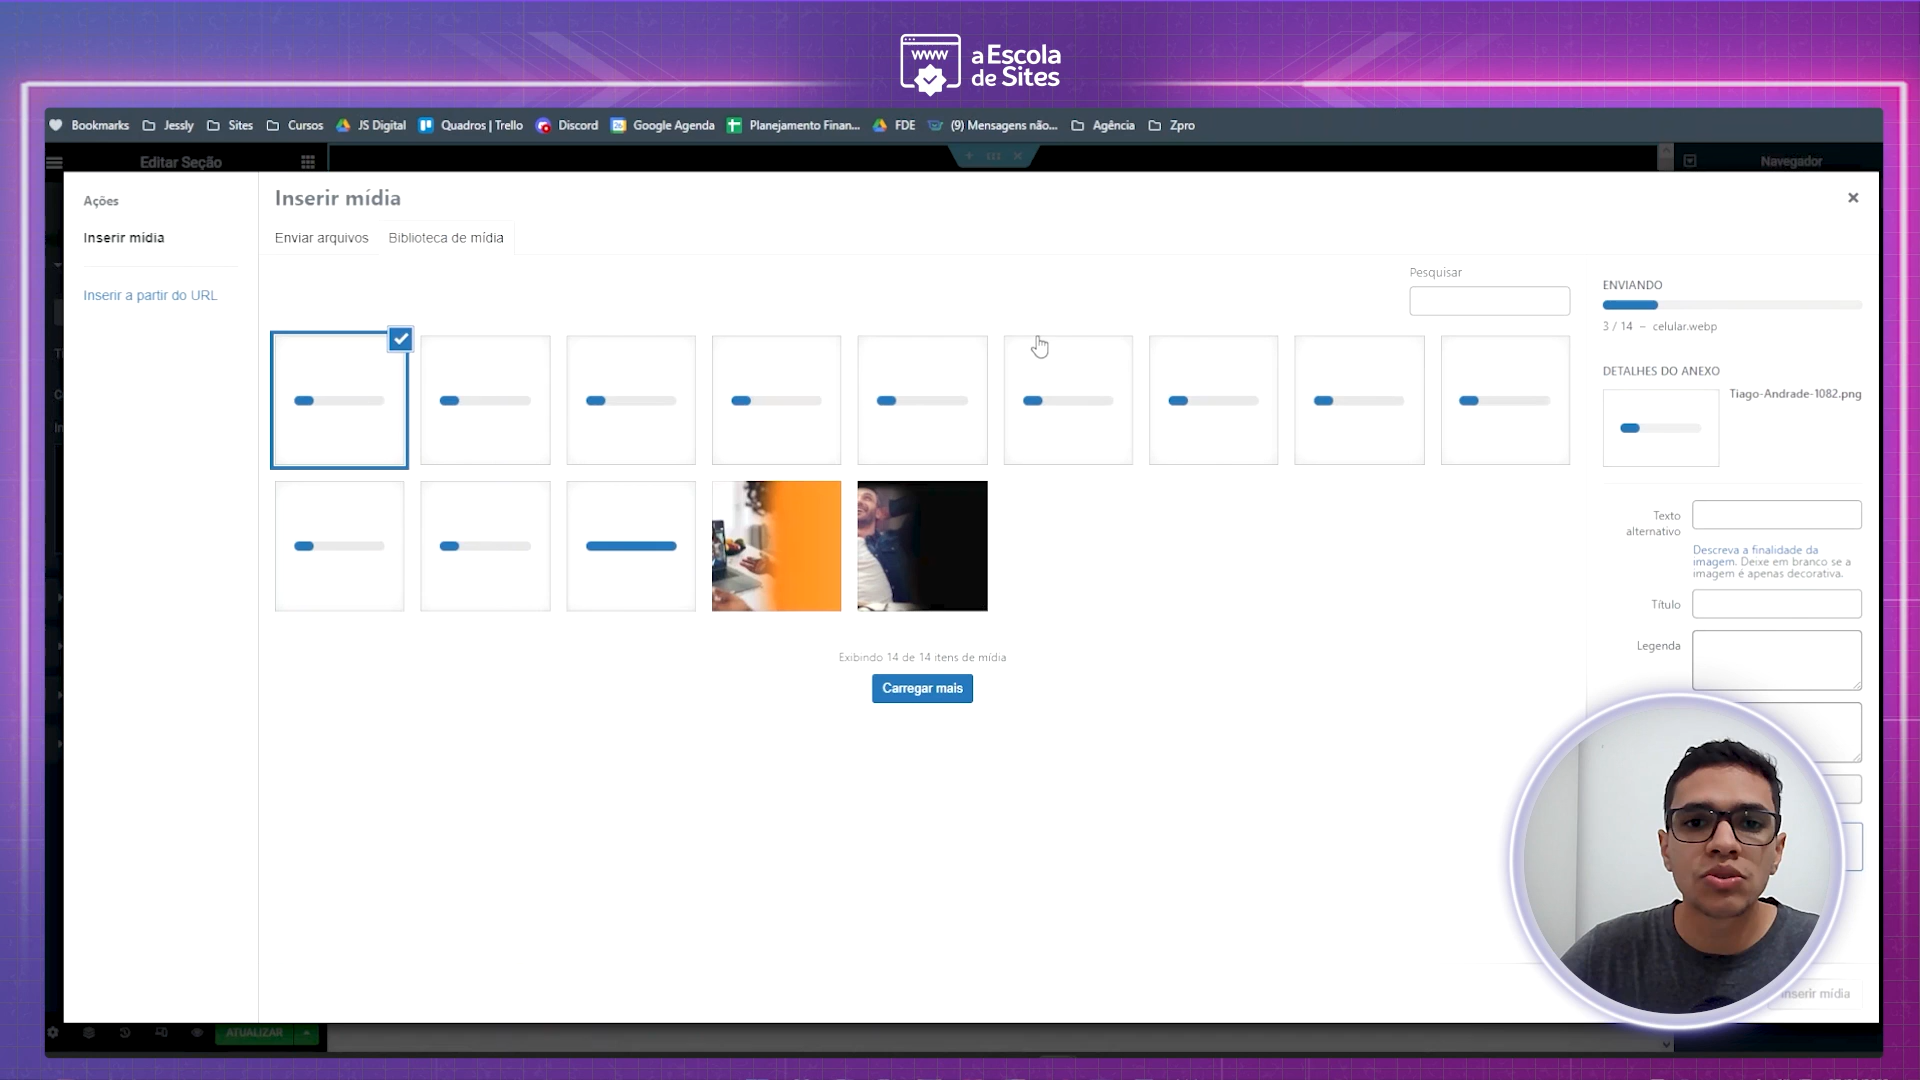 www
a Escola
de Sites
Bookmarks Jessly Sites Cursos JS Digital Quadros | Trello Discord Google Agenda Planejamento Finan... FDE (9) Mensagens não... Agência Zpro
Editar Seção
Navegador
Ações
Inserir mídia
Inserir a partir do URL
Inserir mídia
Enviar arquivos Biblioteca de mídia
Pesquisar
Exibindo 14 de 14 itens de mídia
Carregar mais
ENVIANDO
3 / 14 – celular.webp
DETALHES DO ANEXO
Tiago-Andrade-1082.png
Texto
alternativo
Descreva a finalidade da
imagem. Deixe em branco se a
imagem é apenas decorativa.
Título
Legenda
Inserir mídia
ATUALIZAR